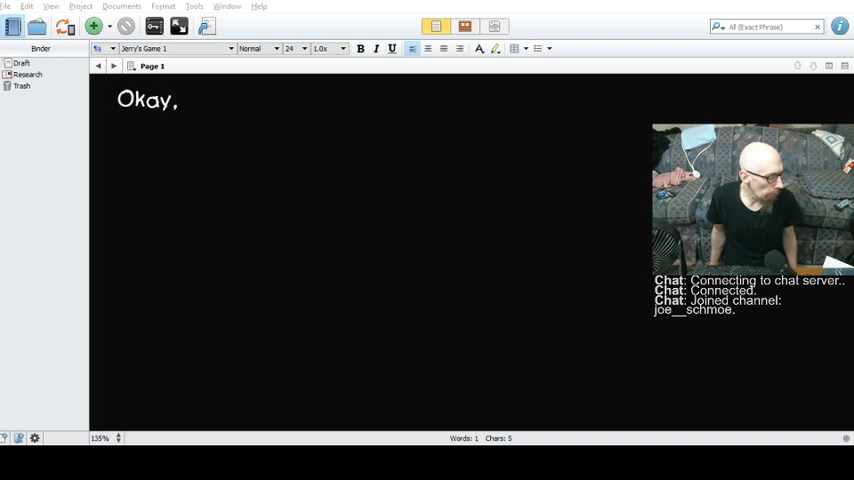 File Edit View Project Documents Format Tools Window Help
All (Exact Phrase)
Binder
Jerry's Game 1 Normal 24 1.0x B I U A
Draft
Research
Trash
Page 1
Okay,
Chat: Connecting to chat server..
Chat: Connected.
Chat: Joined channel:
joe__schmoe.
135% Words: 1 Chars: 5